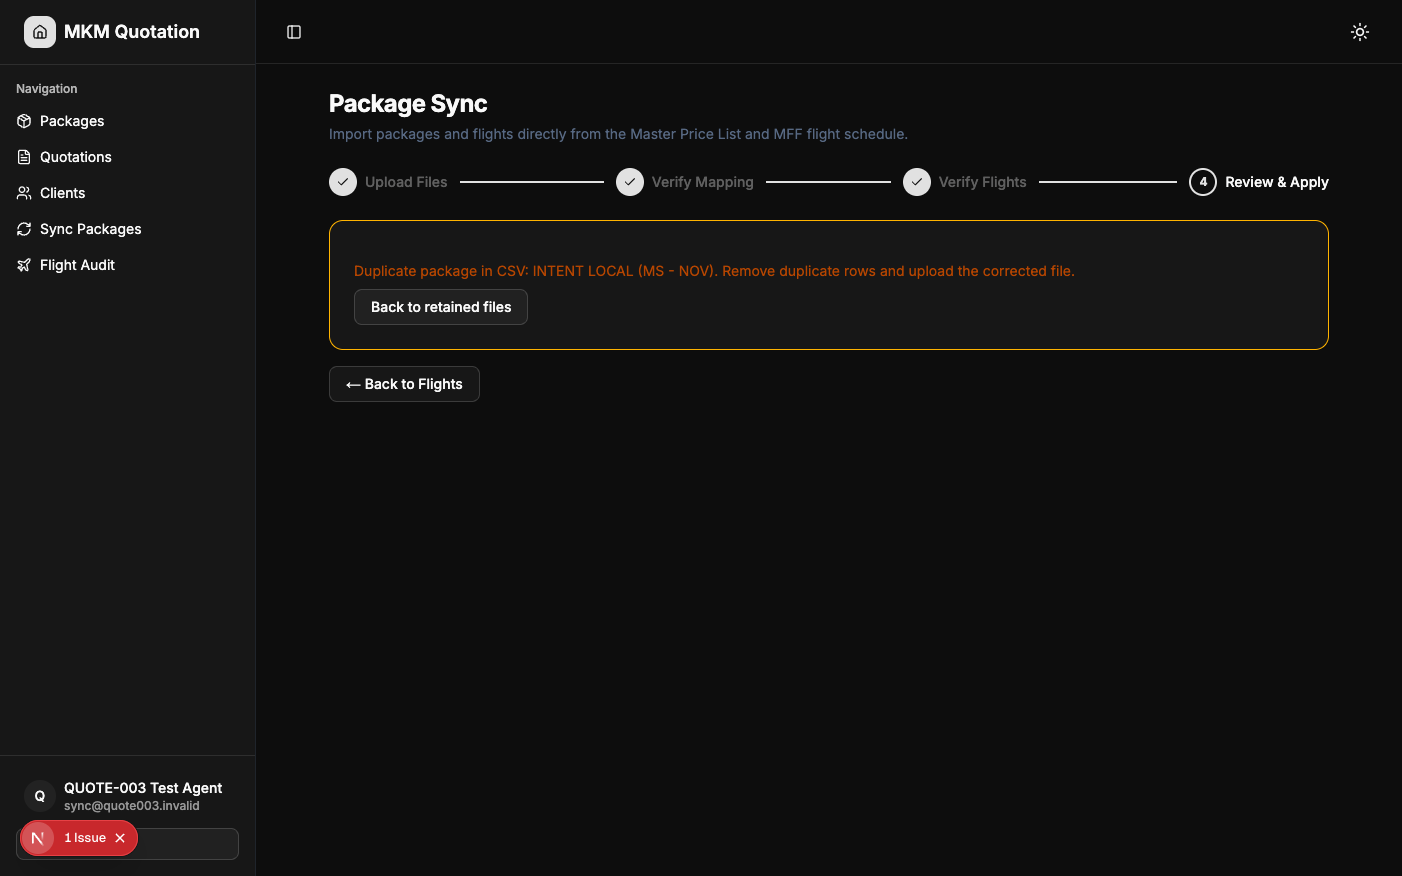 MKM Quotation
Navigation
Packages
Quotations
Clients
Sync Packages
Flight Audit
Package Sync
Import packages and flights directly from the Master Price List and MFF flight schedule.
Upload Files
Verify Mapping
Verify Flights
4 Review & Apply
Duplicate package in CSV: INTENT LOCAL (MS - NOV). Remove duplicate rows and upload the corrected file.
Back to retained files
← Back to Flights
Q
QUOTE-003 Test Agent
sync@quote003.invalid
N 1 Issue